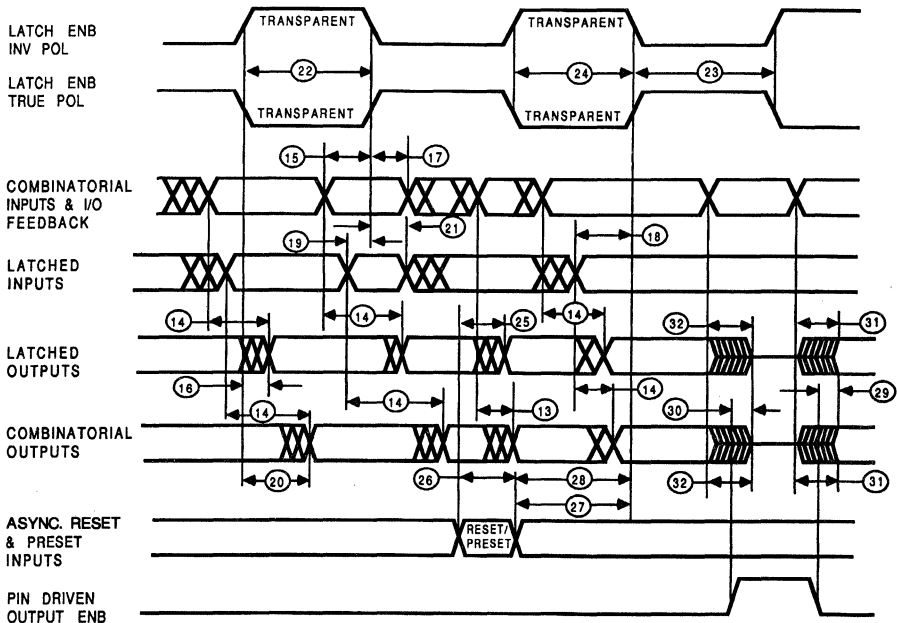 LATCH ENB
INV POL
TRANSPARENT
TRANSPARENT
22
24
23
LATCH ENB
TRUE POL
TRANSPARENT
TRANSPARENT
15
17
COMBINATORIAL
INPUTS & I/O
FEEDBACK
21
19
18
LATCHED
INPUTS
14
14
25
14
32
31
LATCHED
OUTPUTS
16
14
29
14
14
13
30
COMBINATORIAL
OUTPUTS
20
26
28
32
31
27
ASYNC. RESET
& PRESET
INPUTS
RESET/
PRESET
PIN DRIVEN
OUTPUT ENB